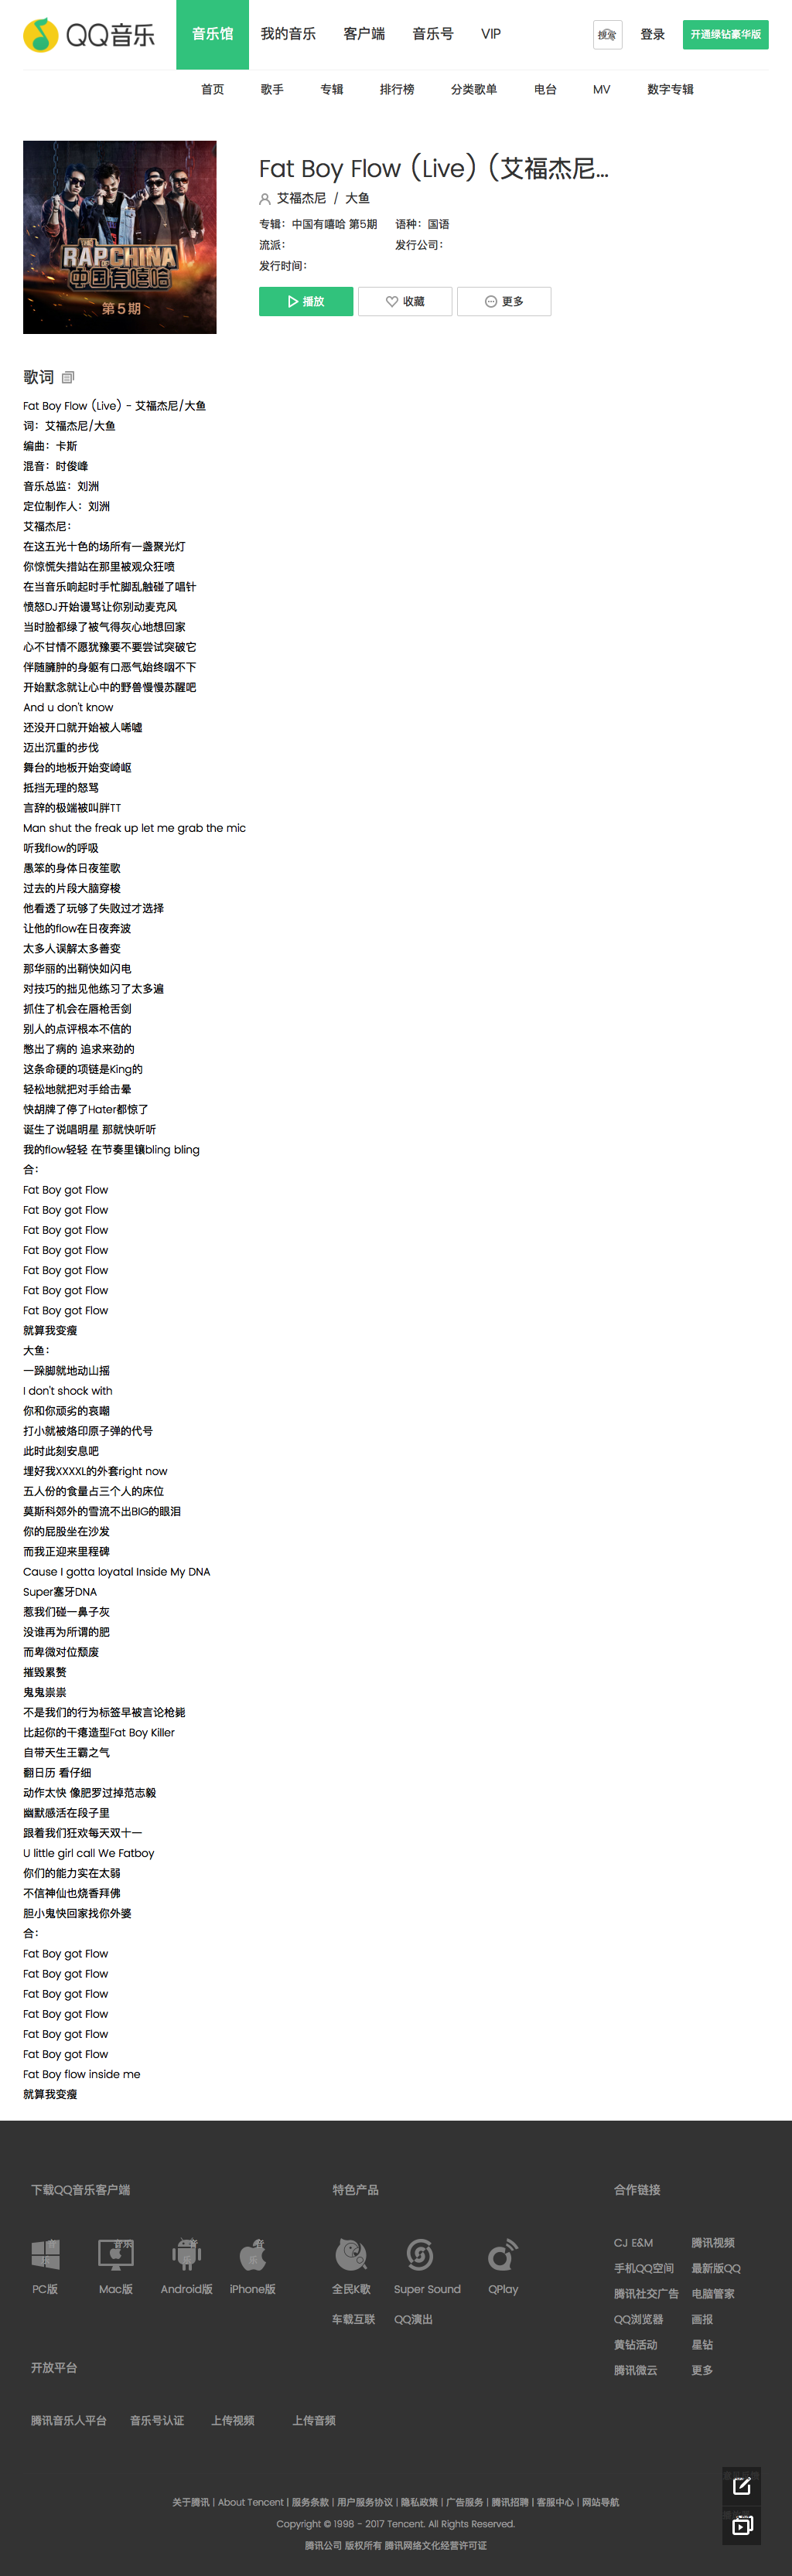 QQ音乐
音乐馆 我的音乐 客户端 音乐号 VIP
搜索 登录 开通绿钻豪华版
首页 歌手 专辑 排行榜 分类歌单 电台 MV 数字专辑
THE RAP OF CHINA
中国有嘻哈
第5期
Fat Boy Flow (Live) (艾福杰尼...
艾福杰尼 / 大鱼
专辑：中国有嘻哈 第5期 语种：国语
流派： 发行公司：
发行时间：
播放 收藏 更多
歌词
Fat Boy Flow (Live) - 艾福杰尼/大鱼
词：艾福杰尼/大鱼
编曲：卡斯
混音：时俊峰
音乐总监：刘洲
定位制作人：刘洲
艾福杰尼：
在这五光十色的场所有一盏聚光灯
你惊慌失措站在那里被观众狂喷
在当音乐响起时手忙脚乱触碰了唱针
愤怒DJ开始谩骂让你别动麦克风
当时脸都绿了被气得灰心地想回家
心不甘情不愿犹豫要不要尝试突破它
伴随臃肿的身躯有口恶气始终咽不下
开始默念就让心中的野兽慢慢苏醒吧
And u don't know
还没开口就开始被人唏嘘
迈出沉重的步伐
舞台的地板开始变崎岖
抵挡无理的怒骂
言辞的极端被叫胖TT
Man shut the freak up let me grab the mic
听我flow的呼吸
愚笨的身体日夜笙歌
过去的片段大脑穿梭
他看透了玩够了失败过才选择
让他的flow在日夜奔波
太多人误解太多善变
那华丽的出鞘快如闪电
对技巧的拙见他练习了太多遍
抓住了机会在唇枪舌剑
别人的点评根本不信的
憋出了病的 追求来劲的
这条命硬的项链是King的
轻松地就把对手给击晕
快胡牌了停了Hater都惊了
诞生了说唱明星 那就快听听
我的flow轻轻 在节奏里镶bling bling
合：
Fat Boy got Flow
Fat Boy got Flow
Fat Boy got Flow
Fat Boy got Flow
Fat Boy got Flow
Fat Boy got Flow
Fat Boy got Flow
就算我变瘦
大鱼：
一跺脚就地动山摇
I don't shock with
你和你顽劣的哀嘲
打小就被烙印原子弹的代号
此时此刻安息吧
埋好我XXXXL的外套right now
五人份的食量占三个人的床位
莫斯科郊外的雪流不出BIG的眼泪
你的屁股坐在沙发
而我正迎来里程碑
Cause I gotta loyatal Inside My DNA
Super塞牙DNA
惹我们碰一鼻子灰
没谁再为所谓的肥
而卑微对位颓废
摧毁累赘
鬼鬼祟祟
不是我们的行为标签早被言论枪毙
比起你的干瘪造型Fat Boy Killer
自带天生王霸之气
翻日历 看仔细
动作太快 像肥罗过掉范志毅
幽默感活在段子里
跟着我们狂欢每天双十一
U little girl call We Fatboy
你们的能力实在太弱
不信神仙也烧香拜佛
胆小鬼快回家找你外婆
合：
Fat Boy got Flow
Fat Boy got Flow
Fat Boy got Flow
Fat Boy got Flow
Fat Boy got Flow
Fat Boy got Flow
Fat Boy flow inside me
就算我变瘦
下载QQ音乐客户端 特色产品 合作链接
PC版 Mac版 Android版 iPhone版
全民K歌 Super Sound QPlay
车载互联 QQ演出
CJ E&M 腾讯视频
手机QQ空间 最新版QQ
腾讯社交广告 电脑管家
QQ浏览器 画报
黄钻活动 星钻
腾讯微云 更多
开放平台
腾讯音乐人平台 音乐号认证 上传视频 上传音频
关于腾讯 | About Tencent | 服务条款 | 用户服务协议 | 隐私政策 | 广告服务 | 腾讯招聘 | 客服中心 | 网站导航
Copyright © 1998 - 2017 Tencent. All Rights Reserved.
腾讯公司 版权所有 腾讯网络文化经营许可证